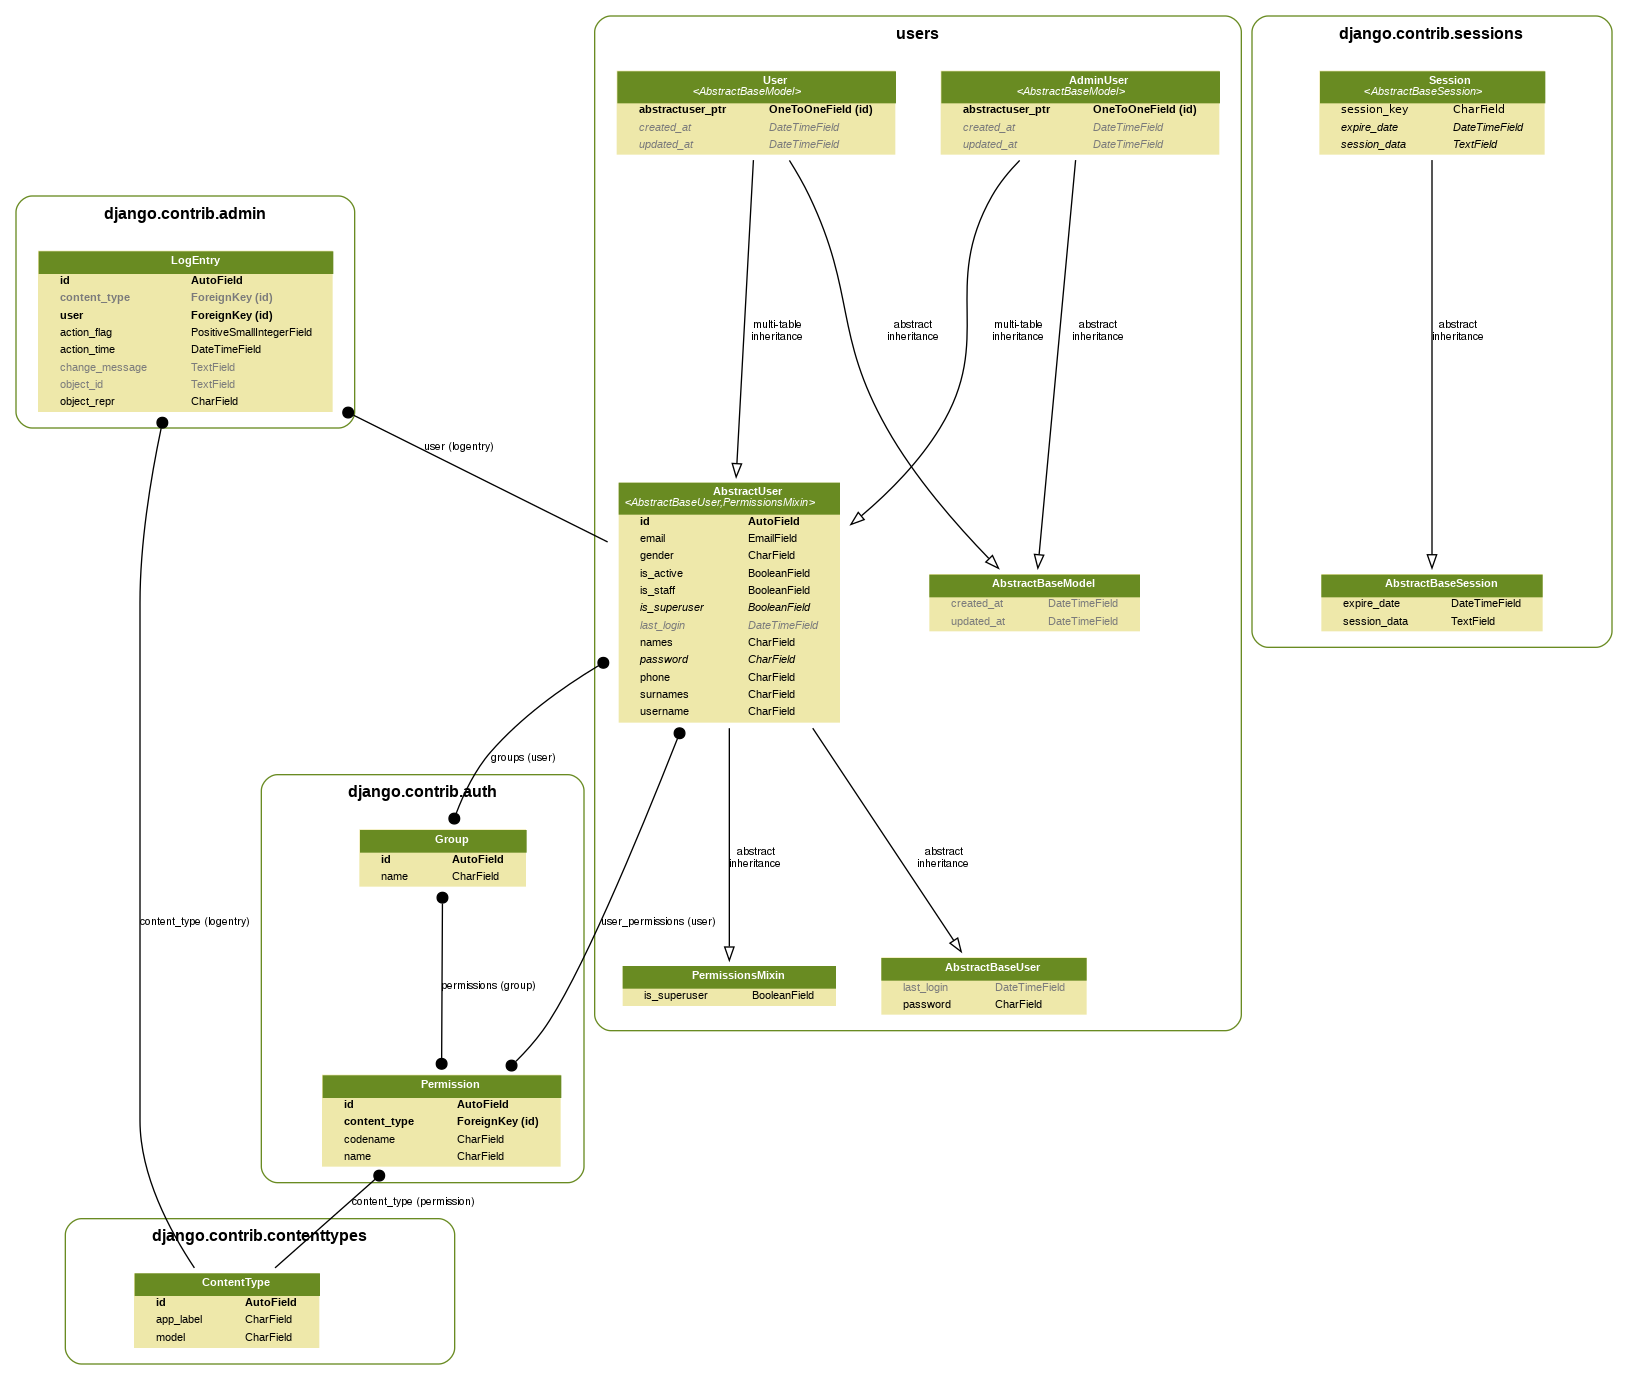 users
User
<AbstractBaseModel>
abstractuser_ptr OneToOneField (id)
created_at DateTimeField
updated_at DateTimeField
AdminUser
<AbstractBaseModel>
abstractuser_ptr OneToOneField (id)
created_at DateTimeField
updated_at DateTimeField
django.contrib.sessions
Session
<AbstractBaseSession>
session_key CharField
expire_date DateTimeField
session_data TextField
django.contrib.admin
LogEntry
id AutoField
content_type ForeignKey (id)
user ForeignKey (id)
action_flag PositiveSmallIntegerField
action_time DateTimeField
change_message TextField
object_id TextField
object_repr CharField
multi-table
inheritance
abstract
inheritance
multi-table
inheritance
abstract
inheritance
abstract
inheritance
user (logentry)
AbstractUser
<AbstractBaseUser,PermissionsMixin>
id AutoField
email EmailField
gender CharField
is_active BooleanField
is_staff BooleanField
is_superuser BooleanField
last_login DateTimeField
names CharField
password CharField
phone CharField
surnames CharField
username CharField
AbstractBaseModel
created_at DateTimeField
updated_at DateTimeField
AbstractBaseSession
expire_date DateTimeField
session_data TextField
groups (user)
django.contrib.auth
Group
id AutoField
name CharField
abstract
inheritance
abstract
inheritance
content_type (logentry)
user_permissions (user)
permissions (group)
PermissionsMixin
is_superuser BooleanField
AbstractBaseUser
last_login DateTimeField
password CharField
Permission
id AutoField
content_type ForeignKey (id)
codename CharField
name CharField
content_type (permission)
django.contrib.contenttypes
ContentType
id AutoField
app_label CharField
model CharField